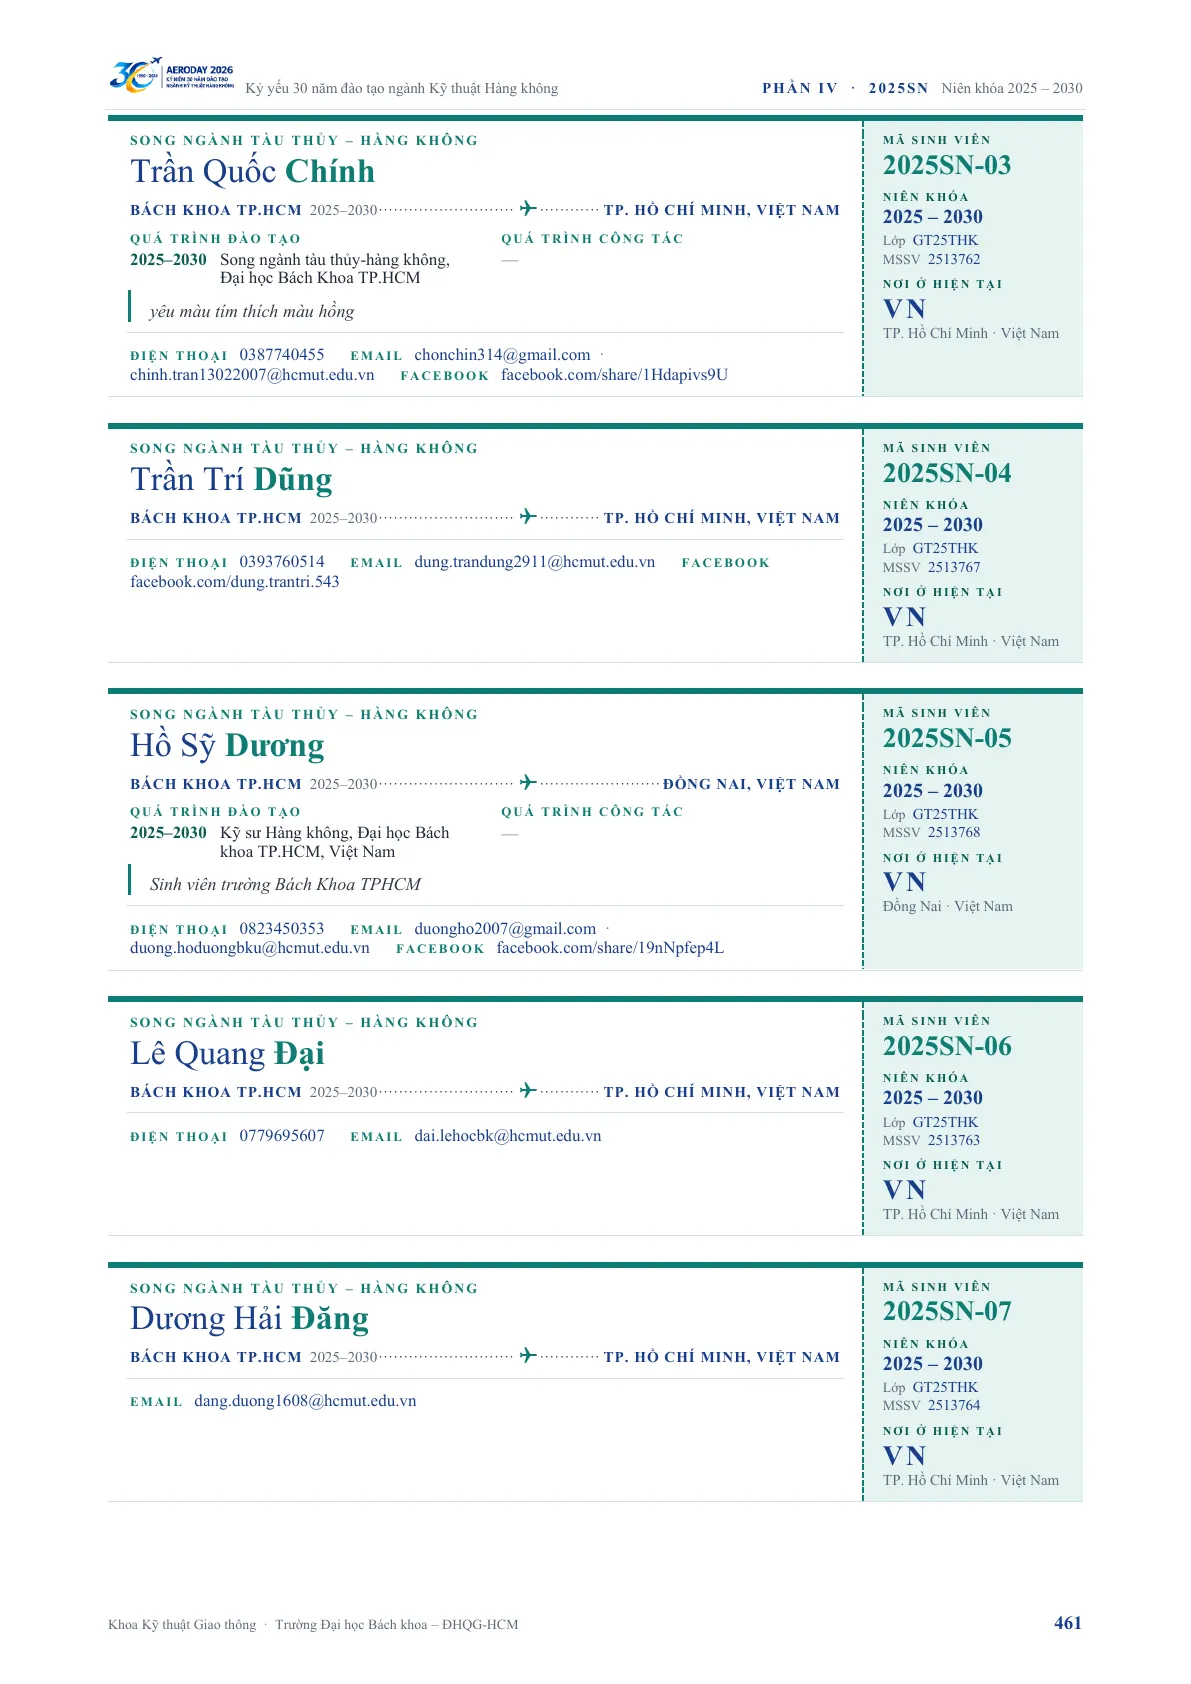 AERODAY 2026
KỶ NIỆM 30 NĂM ĐÀO TẠO
NGÀNH KỸ THUẬT HÀNG KHÔNG
Kỷ yếu 30 năm đào tạo ngành Kỹ thuật Hàng không
PHẦN IV · 2025SN Niên khóa 2025 – 2030
SONG NGÀNH TÀU THỦY – HÀNG KHÔNG
Trần Quốc Chính
BÁCH KHOA TP.HCM 2025–2030 TP. HỒ CHÍ MINH, VIỆT NAM
QUÁ TRÌNH ĐÀO TẠO
2025–2030 Song ngành tàu thủy-hàng không,
Đại học Bách Khoa TP.HCM
QUÁ TRÌNH CÔNG TÁC
—
yêu màu tím thích màu hồng
ĐIỆN THOẠI 0387740455 EMAIL chonchin314@gmail.com ·
chinh.tran13022007@hcmut.edu.vn FACEBOOK facebook.com/share/1Hdapivs9U
MÃ SINH VIÊN
2025SN-03
NIÊN KHÓA
2025 – 2030
Lớp GT25THK
MSSV 2513762
NƠI Ở HIỆN TẠI
VN
TP. Hồ Chí Minh · Việt Nam
SONG NGÀNH TÀU THỦY – HÀNG KHÔNG
Trần Trí Dũng
BÁCH KHOA TP.HCM 2025–2030 TP. HỒ CHÍ MINH, VIỆT NAM
ĐIỆN THOẠI 0393760514 EMAIL dung.trandung2911@hcmut.edu.vn FACEBOOK
facebook.com/dung.trantri.543
MÃ SINH VIÊN
2025SN-04
NIÊN KHÓA
2025 – 2030
Lớp GT25THK
MSSV 2513767
NƠI Ở HIỆN TẠI
VN
TP. Hồ Chí Minh · Việt Nam
SONG NGÀNH TÀU THỦY – HÀNG KHÔNG
Hồ Sỹ Dương
BÁCH KHOA TP.HCM 2025–2030 ĐỒNG NAI, VIỆT NAM
QUÁ TRÌNH ĐÀO TẠO
2025–2030 Kỹ sư Hàng không, Đại học Bách
khoa TP.HCM, Việt Nam
QUÁ TRÌNH CÔNG TÁC
—
Sinh viên trường Bách Khoa TPHCM
ĐIỆN THOẠI 0823450353 EMAIL duongho2007@gmail.com ·
duong.hoduongbku@hcmut.edu.vn FACEBOOK facebook.com/share/19nNpfep4L
MÃ SINH VIÊN
2025SN-05
NIÊN KHÓA
2025 – 2030
Lớp GT25THK
MSSV 2513768
NƠI Ở HIỆN TẠI
VN
Đồng Nai · Việt Nam
SONG NGÀNH TÀU THỦY – HÀNG KHÔNG
Lê Quang Đại
BÁCH KHOA TP.HCM 2025–2030 TP. HỒ CHÍ MINH, VIỆT NAM
ĐIỆN THOẠI 0779695607 EMAIL dai.lehocbk@hcmut.edu.vn
MÃ SINH VIÊN
2025SN-06
NIÊN KHÓA
2025 – 2030
Lớp GT25THK
MSSV 2513763
NƠI Ở HIỆN TẠI
VN
TP. Hồ Chí Minh · Việt Nam
SONG NGÀNH TÀU THỦY – HÀNG KHÔNG
Dương Hải Đăng
BÁCH KHOA TP.HCM 2025–2030 TP. HỒ CHÍ MINH, VIỆT NAM
EMAIL dang.duong1608@hcmut.edu.vn
MÃ SINH VIÊN
2025SN-07
NIÊN KHÓA
2025 – 2030
Lớp GT25THK
MSSV 2513764
NƠI Ở HIỆN TẠI
VN
TP. Hồ Chí Minh · Việt Nam
Khoa Kỹ thuật Giao thông · Trường Đại học Bách khoa – ĐHQG-HCM
461